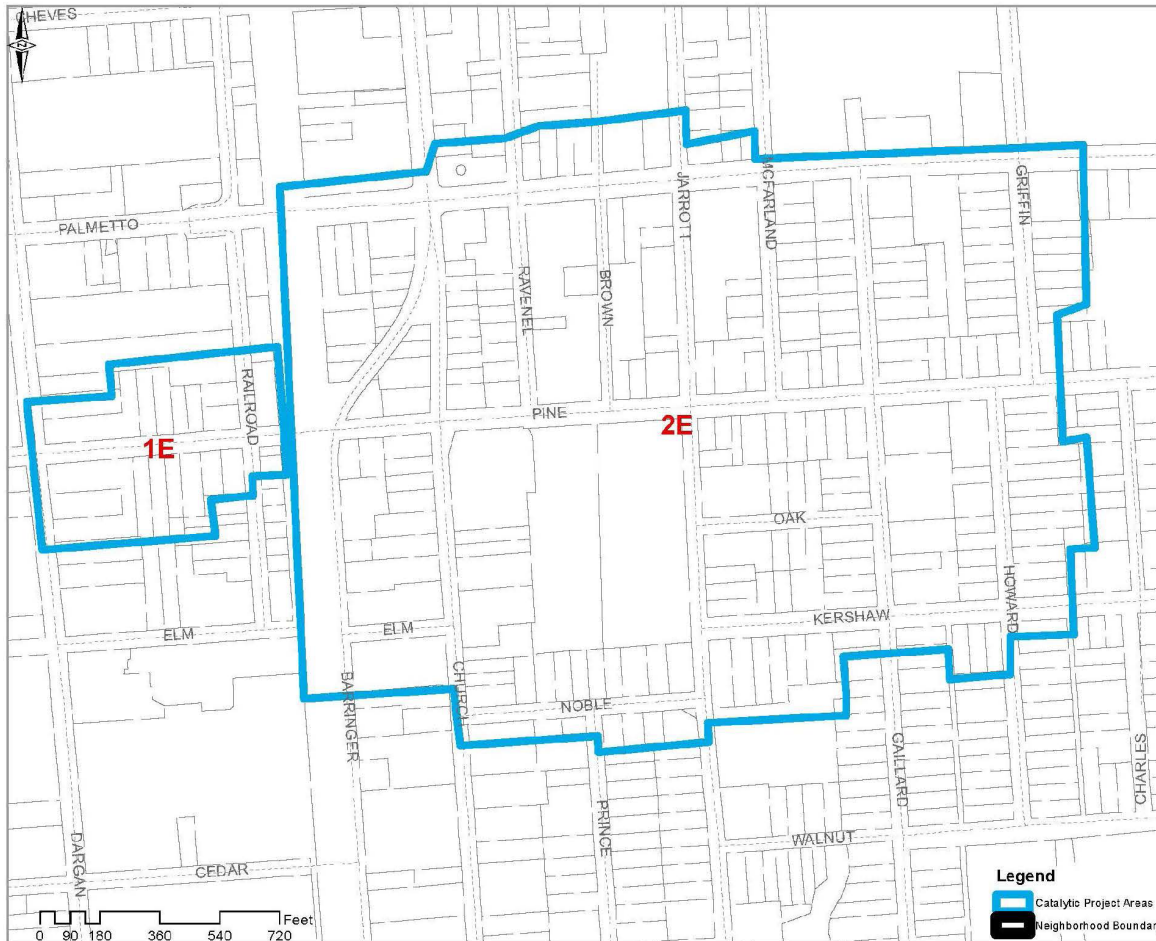 CHEVES
N
PALMETTO
MCFARLAND
GRIFFIN
JARROTT
RAVENEL
BROWN
RAILROAD
PINE
1E
2E
OAK
HOWARD
KERSHAW
ELM
ELM
CHURCH
BARRINGER
NOBLE
GAILLARD
CHARLES
PRINCE
WALNUT
DARGAN
CEDAR
Legend
Catalytic Project Areas
Neighborhood Boundar
Feet
0 90 180 360 540 720